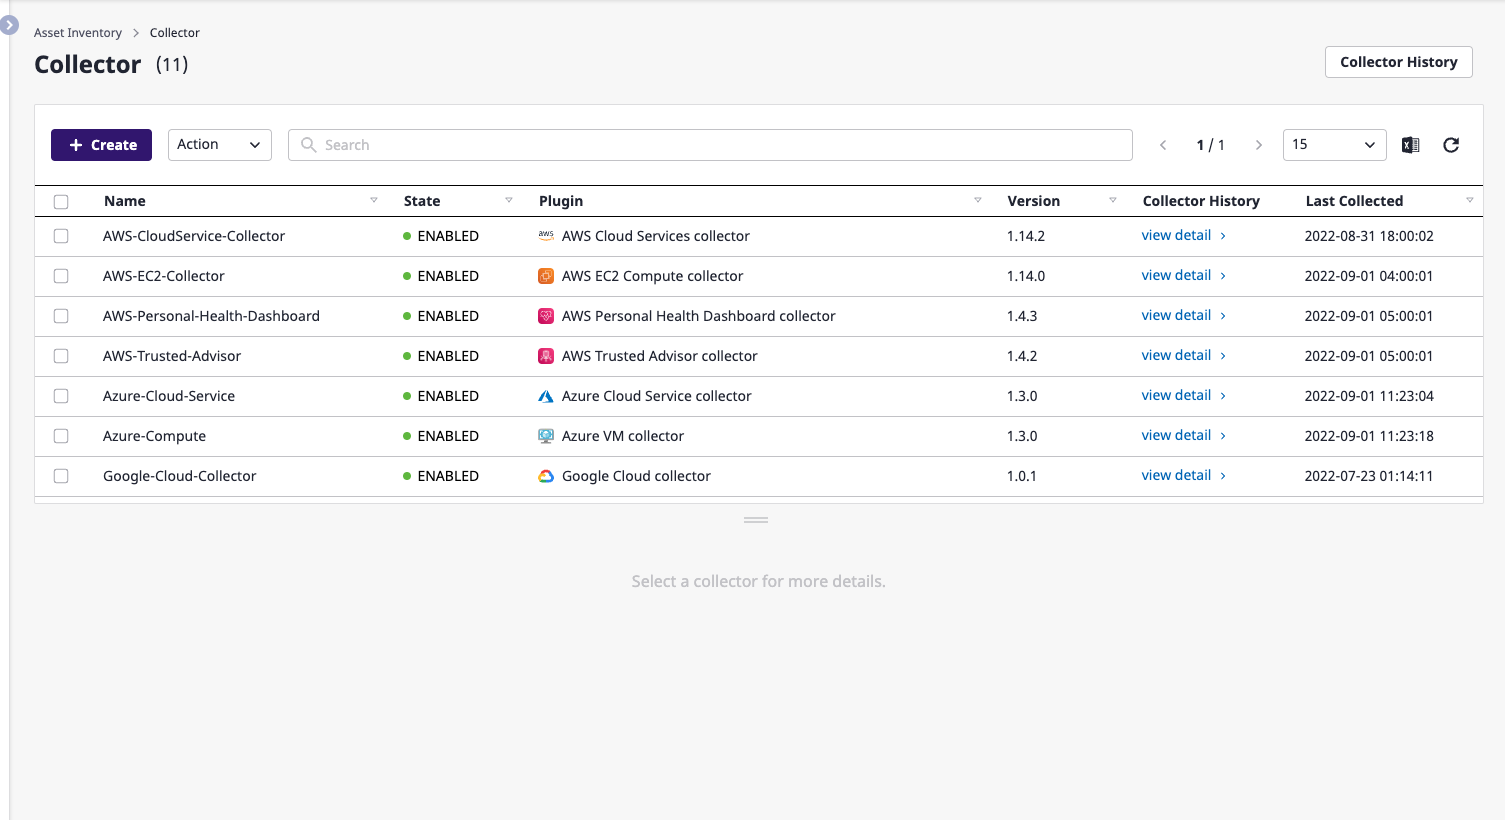 Asset Inventory > Collector
Collector (11)
Collector History
+ Create
Action
Search
1 / 1
15
Name State Plugin Version Collector History Last Collected
AWS-CloudService-Collector ENABLED aws AWS Cloud Services collector 1.14.2 view detail > 2022-08-31 18:00:02
AWS-EC2-Collector ENABLED AWS EC2 Compute collector 1.14.0 view detail > 2022-09-01 04:00:01
AWS-Personal-Health-Dashboard ENABLED AWS Personal Health Dashboard collector 1.4.3 view detail > 2022-09-01 05:00:01
AWS-Trusted-Advisor ENABLED AWS Trusted Advisor collector 1.4.2 view detail > 2022-09-01 05:00:01
Azure-Cloud-Service ENABLED Azure Cloud Service collector 1.3.0 view detail > 2022-09-01 11:23:04
Azure-Compute ENABLED Azure VM collector 1.3.0 view detail > 2022-09-01 11:23:18
Google-Cloud-Collector ENABLED Google Cloud collector 1.0.1 view detail > 2022-07-23 01:14:11
Select a collector for more details.